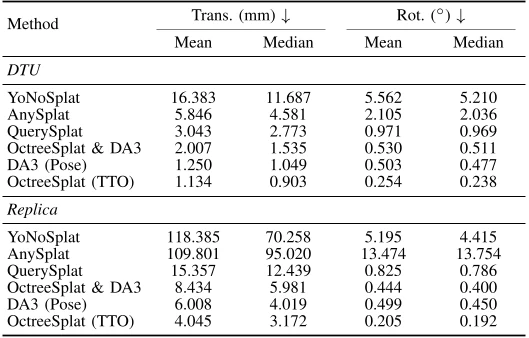 Method Trans. (mm) ↓ Rot. (°) ↓
Mean Median Mean Median
DTU
YoNoSplat 16.383 11.687 5.562 5.210
AnySplat 5.846 4.581 2.105 2.036
QuerySplat 3.043 2.773 0.971 0.969
OctreeSplat & DA3 2.007 1.535 0.530 0.511
DA3 (Pose) 1.250 1.049 0.503 0.477
OctreeSplat (TTO) 1.134 0.903 0.254 0.238
Replica
YoNoSplat 118.385 70.258 5.195 4.415
AnySplat 109.801 95.020 13.474 13.754
QuerySplat 15.357 12.439 0.825 0.786
OctreeSplat & DA3 8.434 5.981 0.444 0.400
DA3 (Pose) 6.008 4.019 0.499 0.450
OctreeSplat (TTO) 4.045 3.172 0.205 0.192